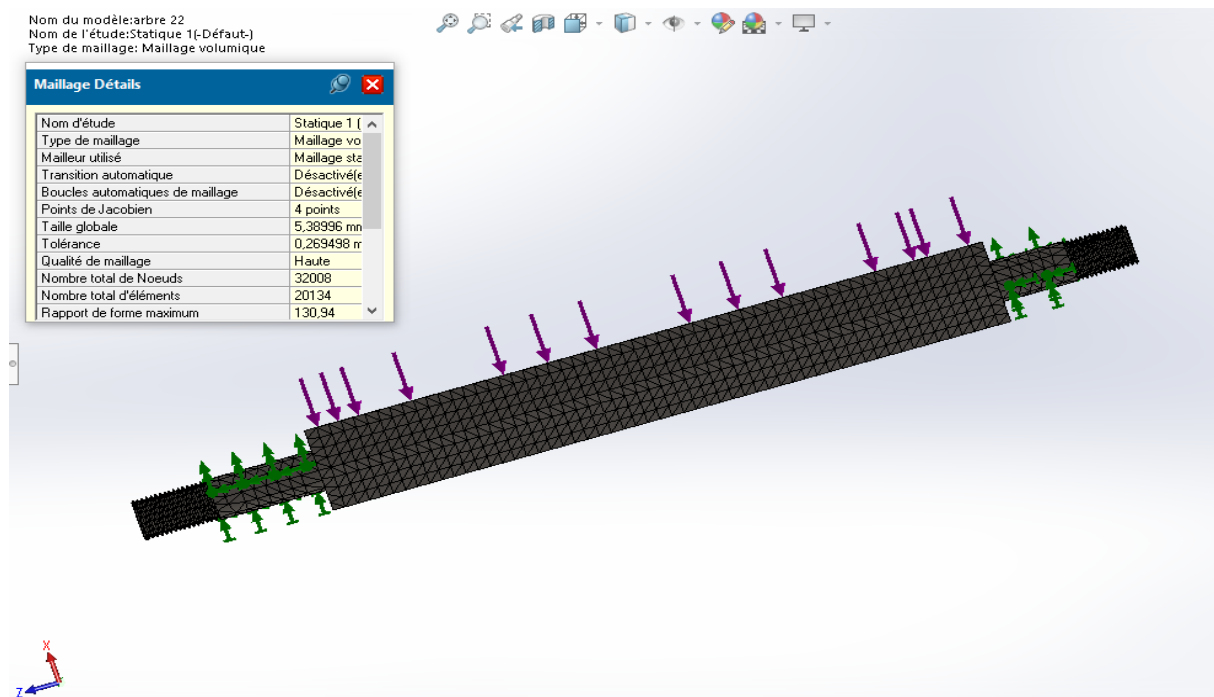 Nom du modèle:arbre 22
Nom de l'étude:Statique 1(-Défaut-)
Type de maillage: Maillage volumique
Maillage Détails
Nom d'étude Statique 1 (
Type de maillage Maillage vo
Mailleur utilisé Maillage sta
Transition automatique Désactivé(e
Boucles automatiques de maillage Désactivé(e
Points de Jacobien 4 points
Taille globale 5,38996 mn
Tolérance 0,269498 m
Qualité de maillage Haute
Nombre total de Noeuds 32008
Nombre total d'éléments 20134
Rapport de forme maximum 130,94
X
Z